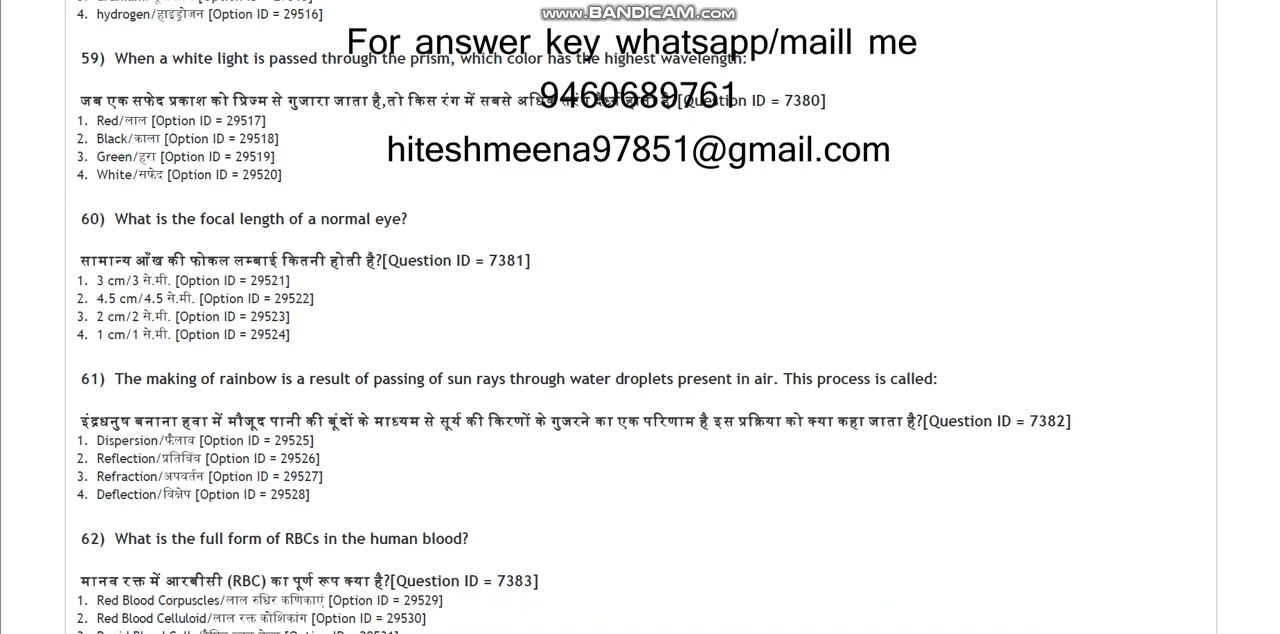 4. hydrogen/हाइड्रोजन [Option ID = 29516]
www.BANDICAM.com
For answer key whatsapp/maill me
59) When a white light is passed through the prism, which color has the highest wavelength:
9460689761
जब एक सफेद प्रकाश को प्रिज्म से गुजारा जाता है,तो किस रंग में सबसे अधिक तरंग दैर्ध्य होता है [Question ID = 7380]
1. Red/लाल [Option ID = 29517]
2. Black/काला [Option ID = 29518]
hiteshmeena97851@gmail.com
3. Green/हरा [Option ID = 29519]
4. White/सफेद [Option ID = 29520]
60) What is the focal length of a normal eye?
सामान्य आँख की फोकल लम्बाई कितनी होती है?[Question ID = 7381]
1. 3 cm/3 से.मी. [Option ID = 29521]
2. 4.5 cm/4.5 से.मी. [Option ID = 29522]
3. 2 cm/2 से.मी. [Option ID = 29523]
4. 1 cm/1 से.मी. [Option ID = 29524]
61) The making of rainbow is a result of passing of sun rays through water droplets present in air. This process is called:
इंद्रधनुष बनाना हवा में मौजूद पानी की बूंदों के माध्यम से सूर्य की किरणों के गुजरने का एक परिणाम है इस प्रक्रिया को क्या कहा जाता है?[Question ID = 7382]
1. Dispersion/फैलाव [Option ID = 29525]
2. Reflection/प्रतिबिंब [Option ID = 29526]
3. Refraction/अपवर्तन [Option ID = 29527]
4. Deflection/विक्षेप [Option ID = 29528]
62) What is the full form of RBCs in the human blood?
मानव रक्त में आरबीसी (RBC) का पूर्ण रूप क्या है?[Question ID = 7383]
1. Red Blood Corpuscles/लाल रुधिर कणिकाएं [Option ID = 29529]
2. Red Blood Celluloid/लाल रक्त कोशिकांग [Option ID = 29530]